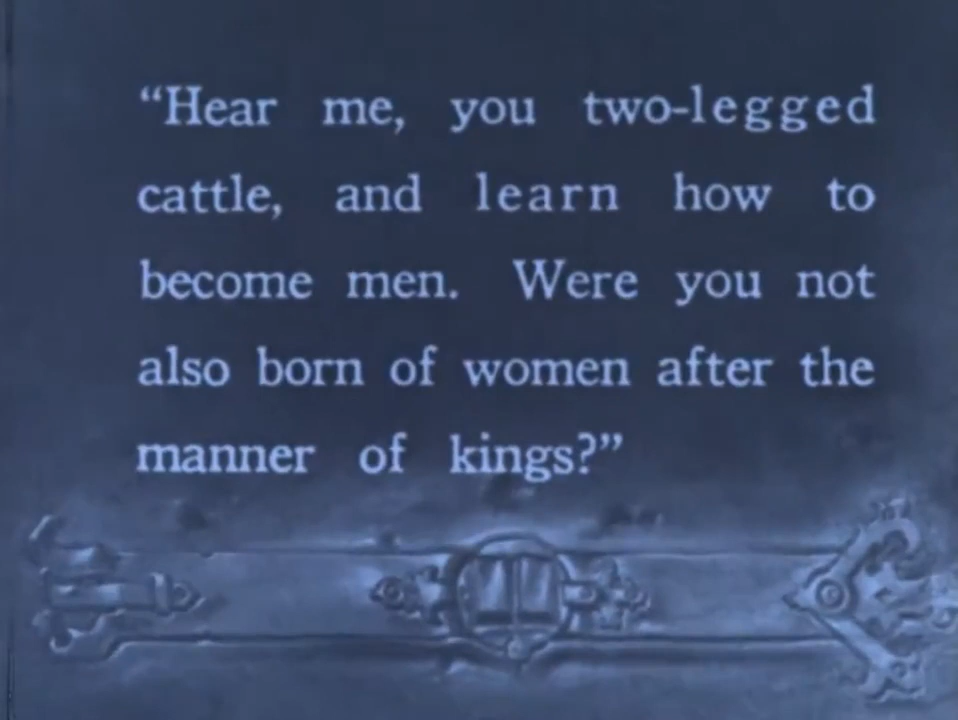 “Hear me, you two-legged
cattle, and learn how to
become men. Were you not
also born of women after the
manner of kings?”